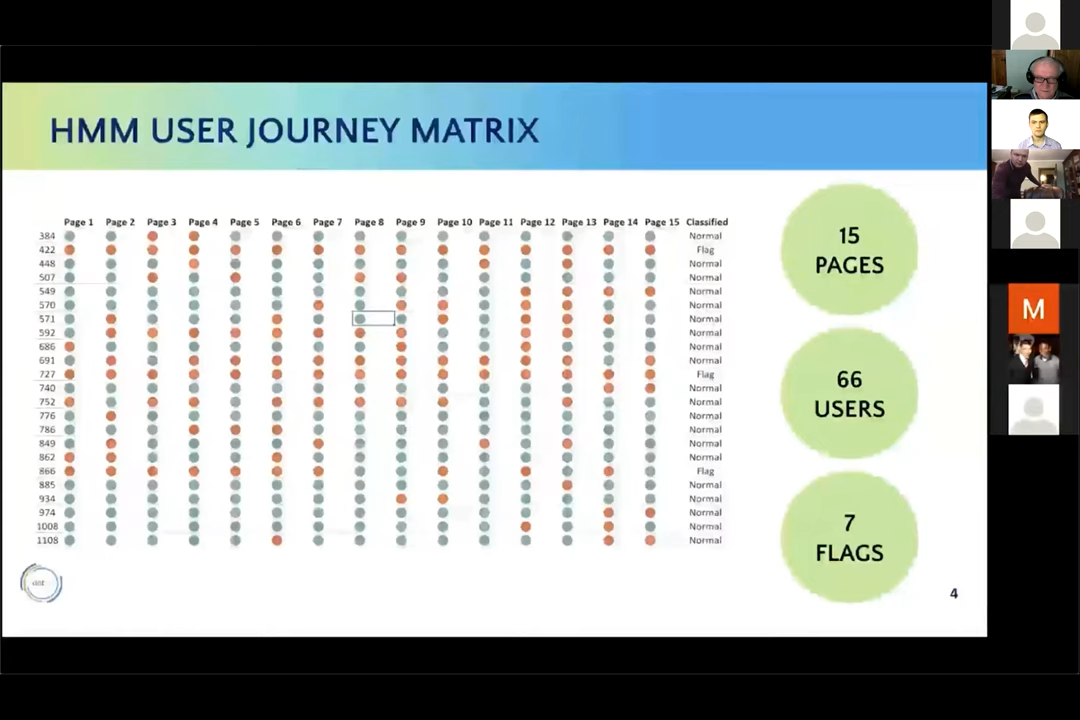 HMM USER JOURNEY MATRIX
Page 1 Page 2 Page 3 Page 4 Page 5 Page 6 Page 7 Page 8 Page 9 Page 10 Page 11 Page 12 Page 13 Page 14 Page 15 Classified
384 Normal
422 Flag
448 Normal
507 Normal
549 Normal
570 Normal
571 Normal
592 Normal
686 Normal
691 Normal
727 Flag
740 Normal
752 Normal
776 Normal
786 Normal
849 Normal
862 Normal
866 Flag
885 Normal
934 Normal
974 Normal
1008 Normal
1108 Normal
15
PAGES
66
USERS
7
FLAGS
4
M